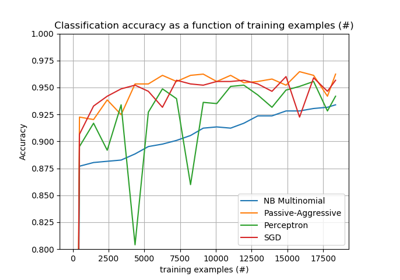 Classification accuracy as a function of training examples (#)
1.000
0.975
0.950
0.925
0.900
0.875
0.850
0.825
0.800
Accuracy
NB Multinomial
Passive-Aggressive
Perceptron
SGD
0 2500 5000 7500 10000 12500 15000 17500
training examples (#)